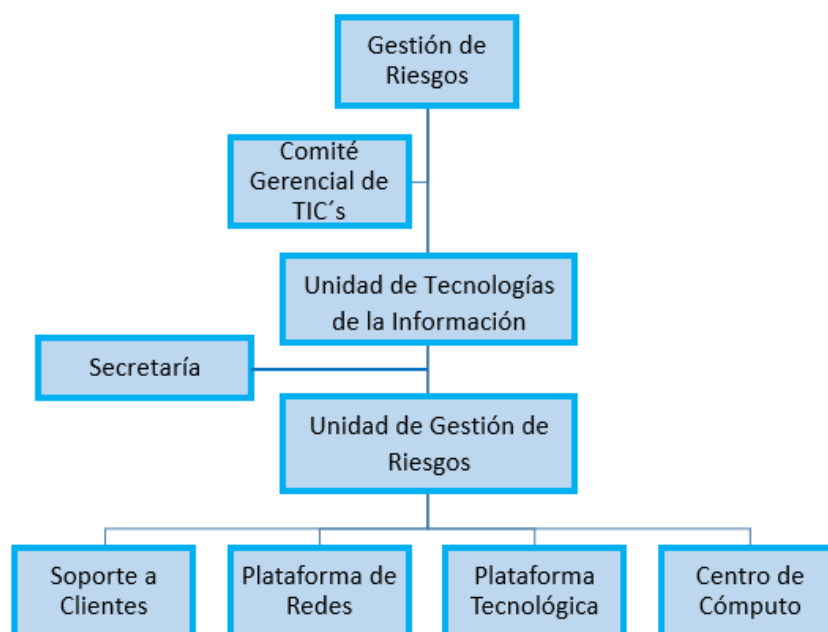 Gestión de
Riesgos
Comité
Gerencial de
TIC´s
Unidad de Tecnologías
de la Información
Secretaría
Unidad de Gestión de
Riesgos
Soporte a
Clientes
Plataforma de
Redes
Plataforma
Tecnológica
Centro de
Cómputo